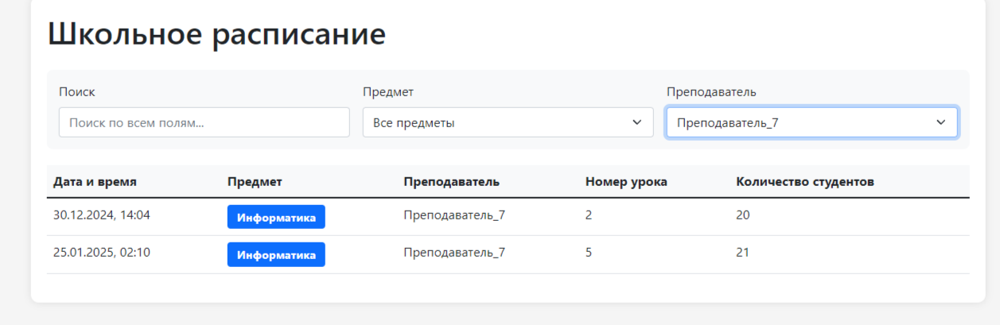 Школьное расписание
Поиск Предмет Преподаватель
Поиск по всем полям... Все предметы Преподаватель_7
Дата и время Предмет Преподаватель Номер урока Количество студентов
30.12.2024, 14:04 Информатика Преподаватель_7 2 20
25.01.2025, 02:10 Информатика Преподаватель_7 5 21